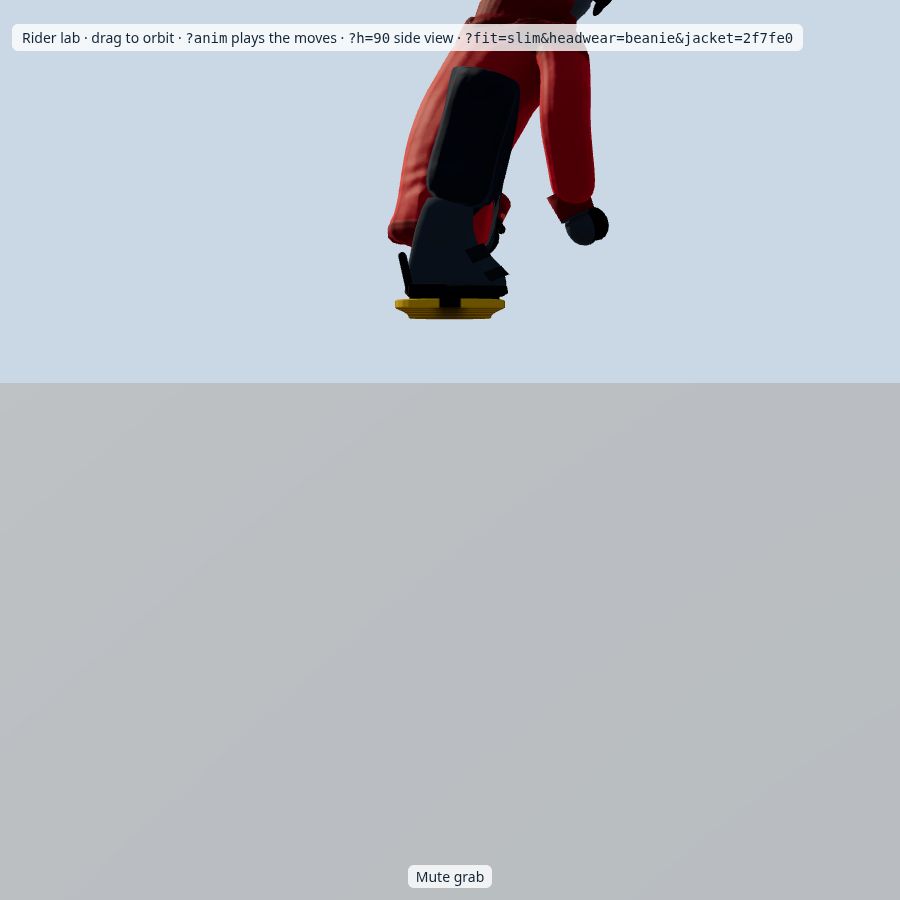 Rider lab · drag to orbit · ?anim plays the moves · ?h=90 side view · ?fit=slim&headwear=beanie&jacket=2f7fe0
Mute grab